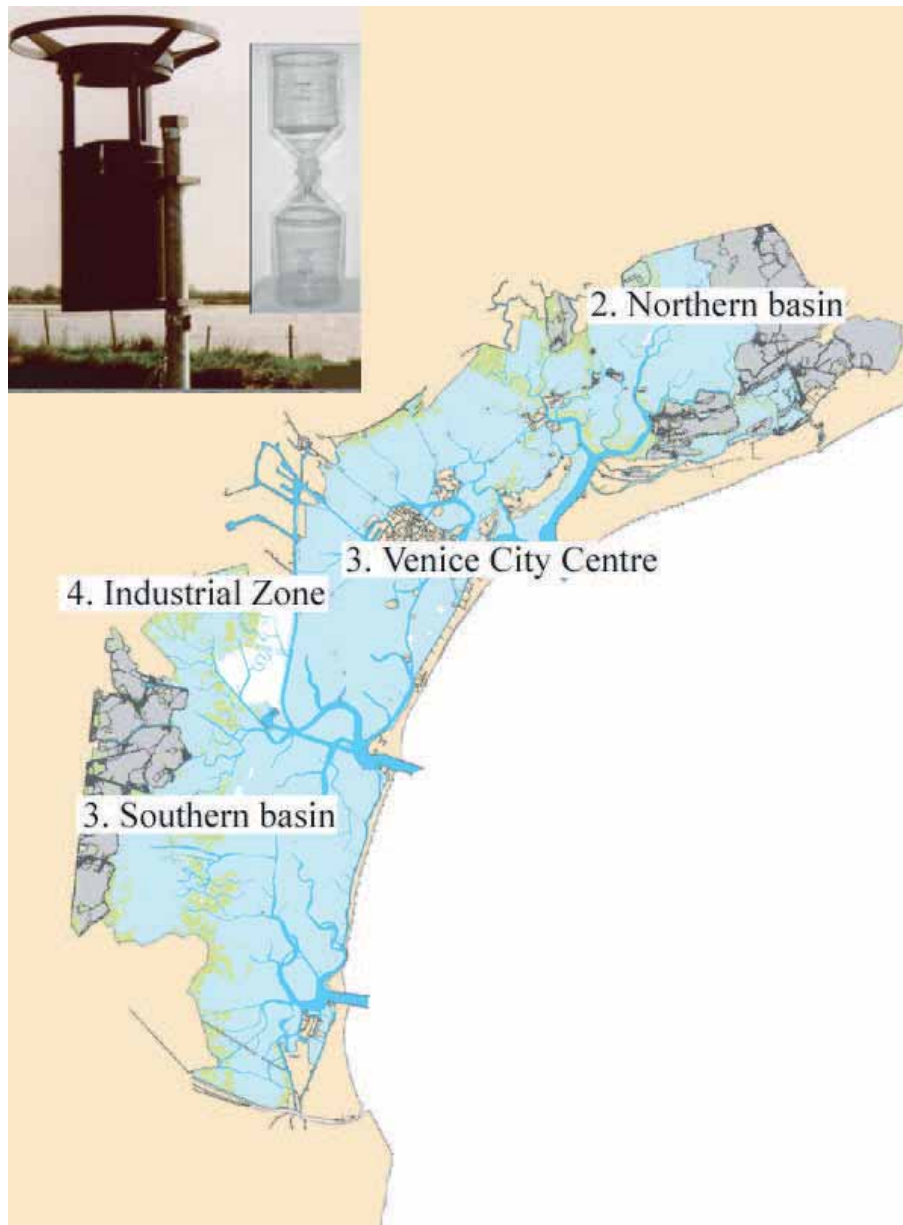 2. Northern basin
3. Venice City Centre
4. Industrial Zone
3. Southern basin